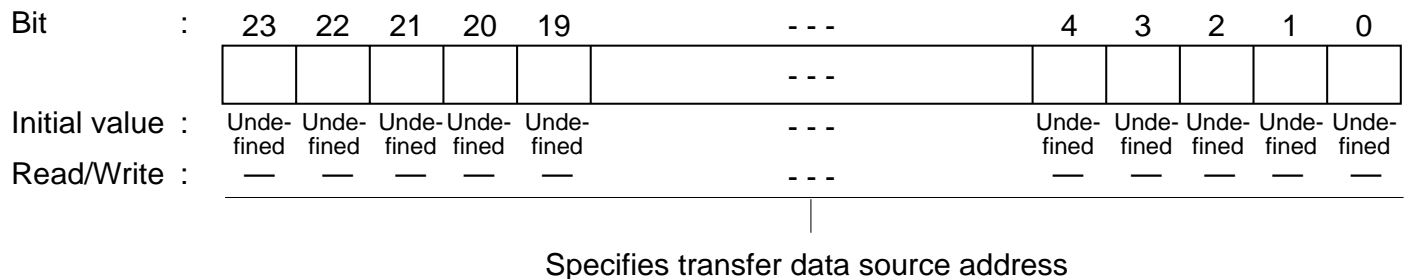 Bit : 23 22 21 20 19 - - - 4 3 2 1 0
- - -
Initial value : Unde- Unde- Unde- Unde- Unde- - - - Unde- Unde- Unde- Unde- Unde-
fined fined fined fined fined fined fined fined fined fined
Read/Write : — — — — — - - - — — — — —
Specifies transfer data source address